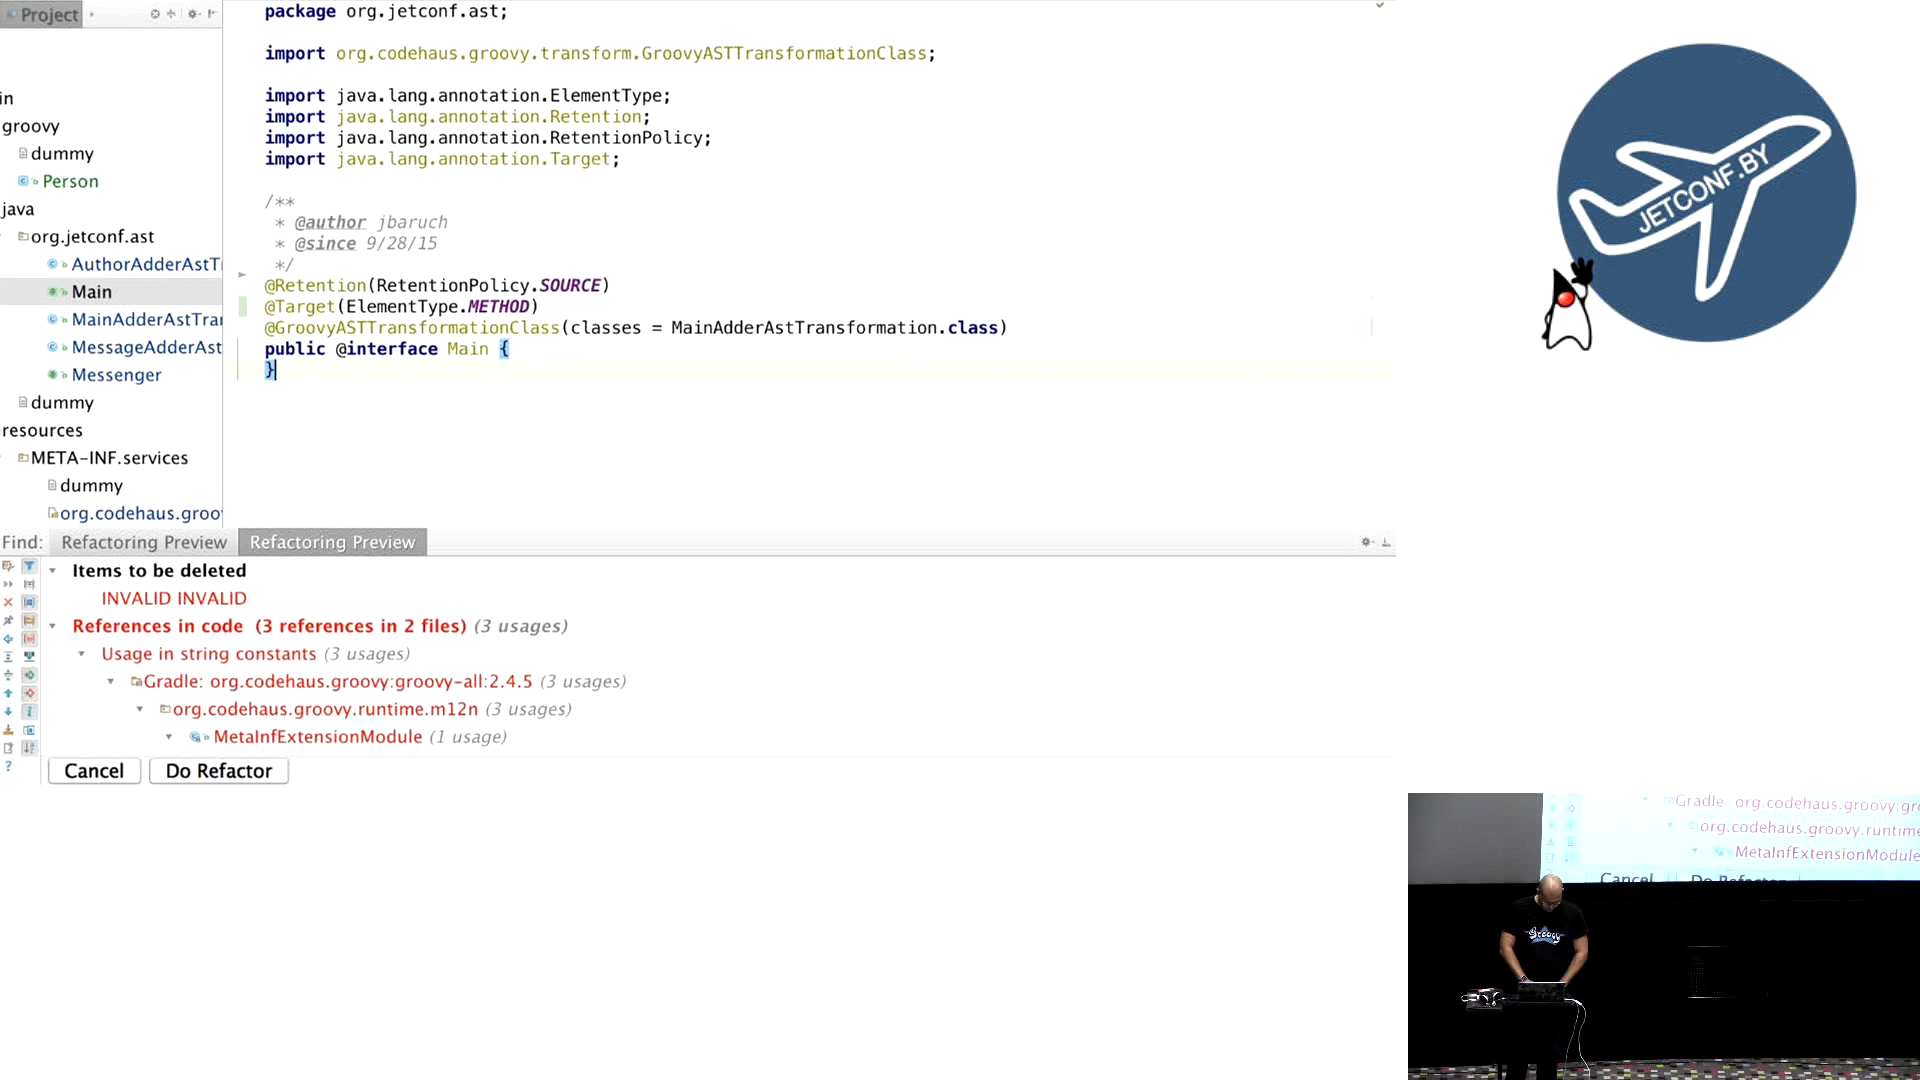 Project
in
groovy
dummy
Person
java
org.jetconf.ast
AuthorAdderAstT
Main
MainAdderAstTra
MessageAdderAst
Messenger
dummy
resources
META-INF.services
dummy
org.codehaus.groo
package org.jetconf.ast;
import org.codehaus.groovy.transform.GroovyASTTransformationClass;
import java.lang.annotation.ElementType;
import java.lang.annotation.Retention;
import java.lang.annotation.RetentionPolicy;
import java.lang.annotation.Target;
/**
* @author jbaruch
* @since 9/28/15
*/
@Retention(RetentionPolicy.SOURCE)
@Target(ElementType.METHOD)
@GroovyASTTransformationClass(classes = MainAdderAstTransformation.class)
public @interface Main {
}
Find: Refactoring Preview Refactoring Preview
Items to be deleted
INVALID INVALID
References in code (3 references in 2 files) (3 usages)
Usage in string constants (3 usages)
Gradle: org.codehaus.groovy:groovy-all:2.4.5 (3 usages)
org.codehaus.groovy.runtime.m12n (3 usages)
MetaInfExtensionModule (1 usage)
? Cancel Do Refactor
JETCONF.BY
Gradle: org.codehaus.groovy:gr
org.codehaus.groovy.runtime
MetaInfExtensionModule
Cancel Do Refactor
Groovy